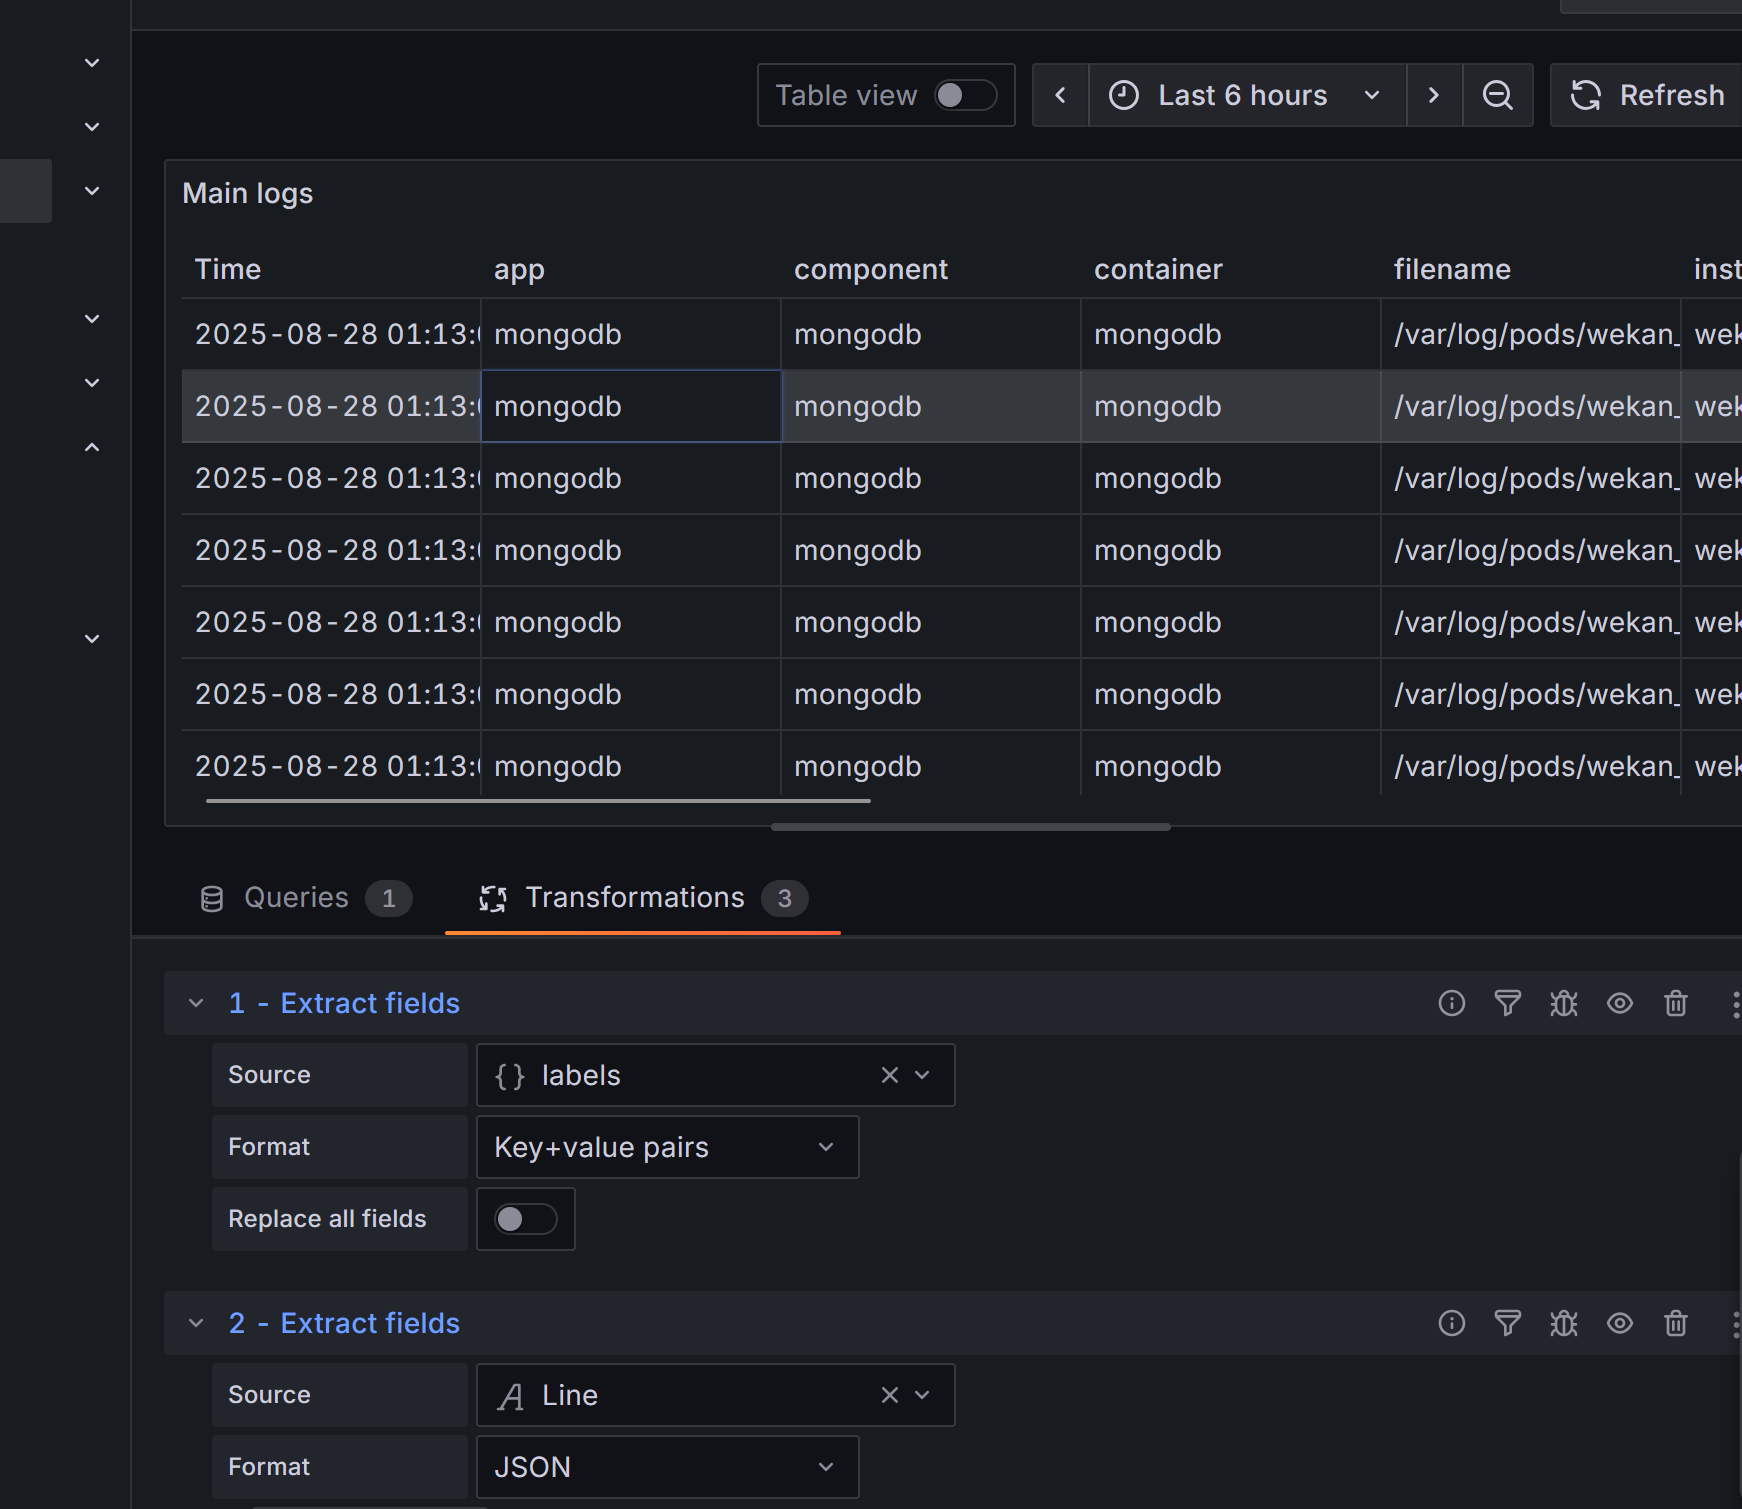 Table view
Last 6 hours
Refresh
Main logs
Time app component container filename inst
2025-08-28 01:13: mongodb mongodb mongodb /var/log/pods/wekan_ wek
2025-08-28 01:13: mongodb mongodb mongodb /var/log/pods/wekan_ wek
2025-08-28 01:13: mongodb mongodb mongodb /var/log/pods/wekan_ wek
2025-08-28 01:13: mongodb mongodb mongodb /var/log/pods/wekan_ wek
2025-08-28 01:13: mongodb mongodb mongodb /var/log/pods/wekan_ wek
2025-08-28 01:13: mongodb mongodb mongodb /var/log/pods/wekan_ wek
2025-08-28 01:13: mongodb mongodb mongodb /var/log/pods/wekan_ wek
Queries 1 Transformations 3
1 - Extract fields
Source {} labels
Format Key+value pairs
Replace all fields
2 - Extract fields
Source Line
Format JSON